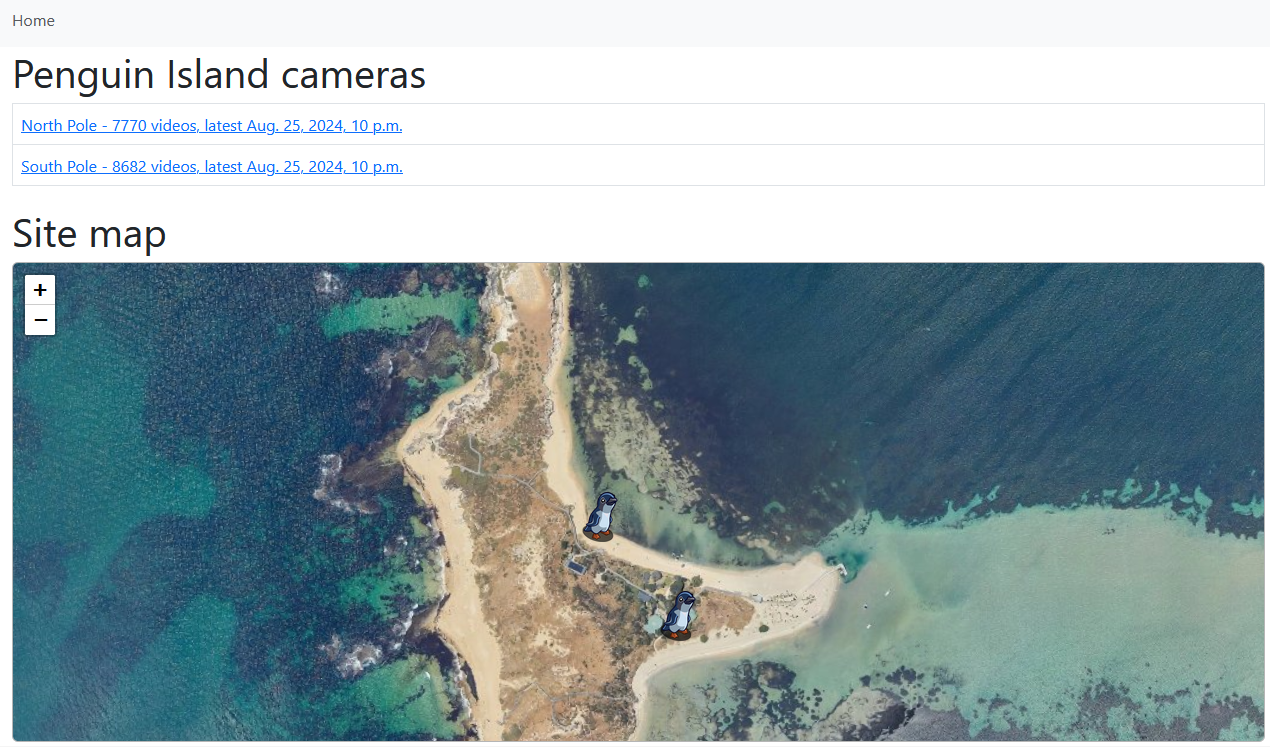 Home
Penguin Island cameras
North Pole - 7770 videos, latest Aug. 25, 2024, 10 p.m.
South Pole - 8682 videos, latest Aug. 25, 2024, 10 p.m.
Site map
+
−